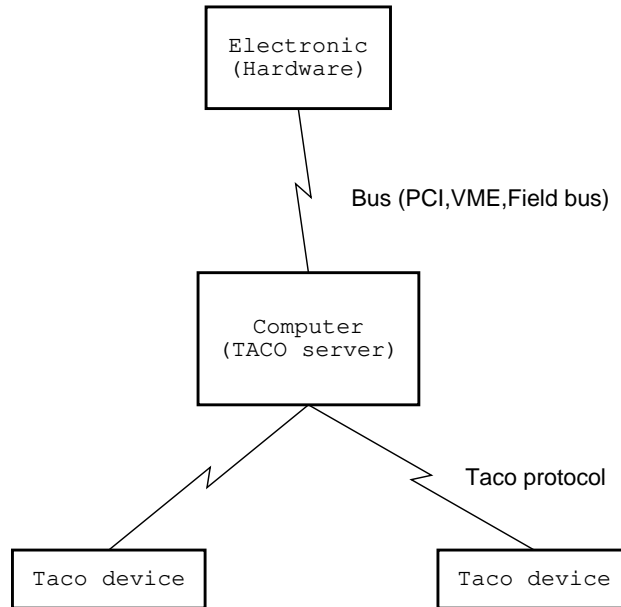 Electronic
(Hardware)
Bus (PCI,VME,Field bus)
Computer
(TACO server)
Taco protocol
Taco device
Taco device